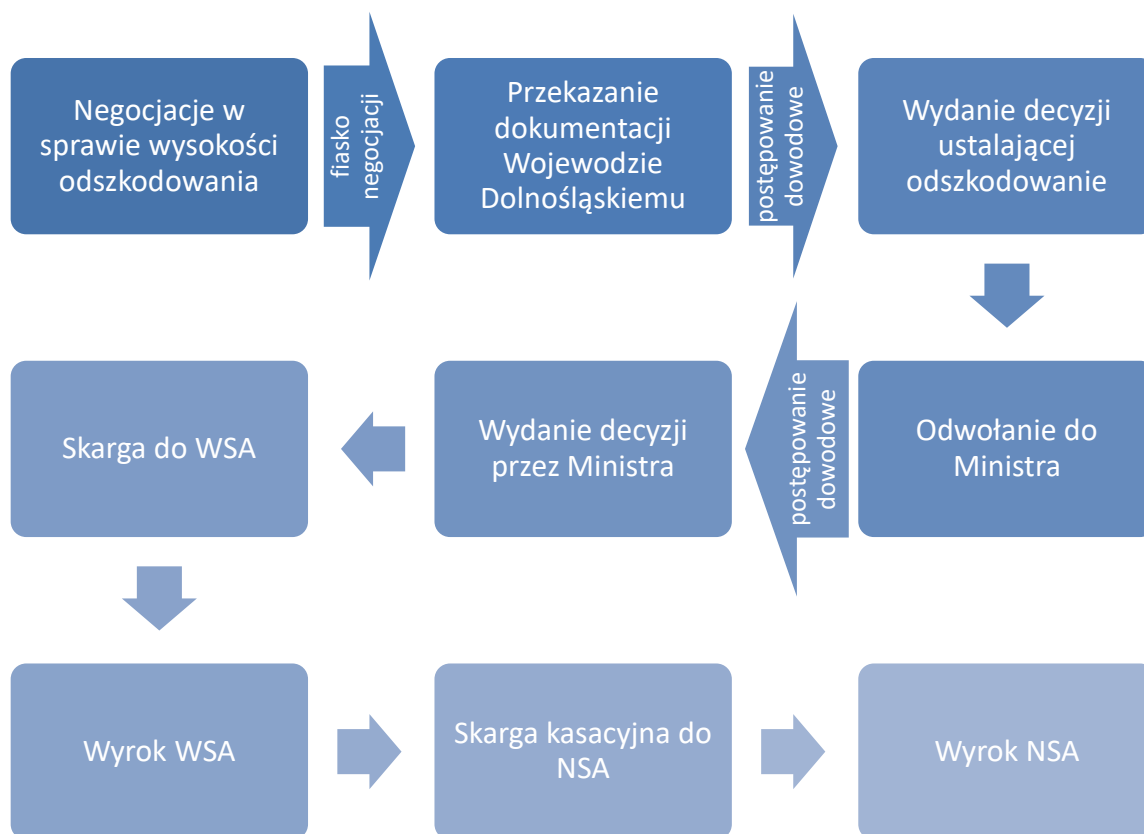 Negocjacje w
sprawie wysokości
odszkodowania
fiasko
negocjacji
Przekazanie
dokumentacji
Wojewodzie
Dolnośląskiemu
postępowanie
dowodowe
Wydanie decyzji
ustalającej
odszkodowanie
Odwołanie do
Ministra
postępowanie
dowodowe
Wydanie decyzji
przez Ministra
Skarga do WSA
Wyrok WSA
Skarga kasacyjna do
NSA
Wyrok NSA